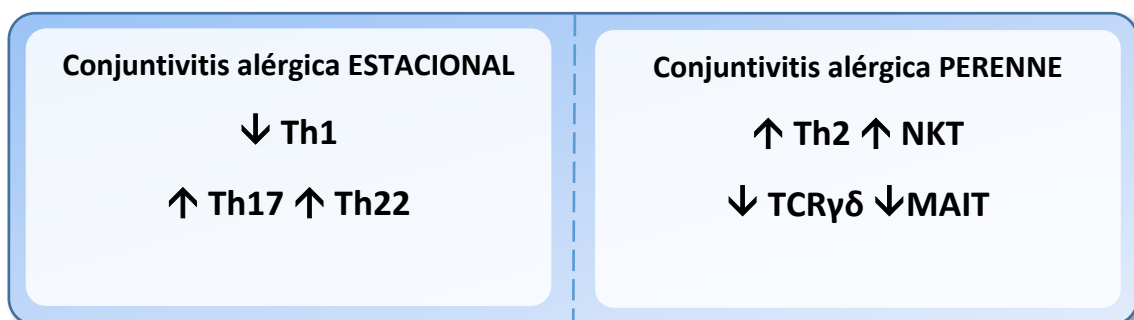 Conjuntivitis alérgica ESTACIONAL
↓ Th1
↑ Th17 ↑ Th22
Conjuntivitis alérgica PERENNE
↑ Th2 ↑ NKT
↓ TCRγδ ↓MAIT